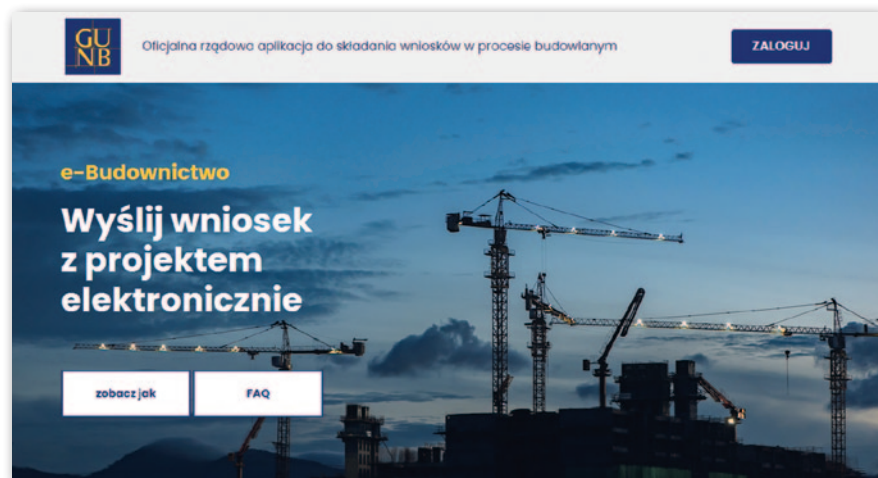 GU
NB
Oficjalna rządowa aplikacja do składania wniosków w procesie budowlanym
ZALOGUJ
e-Budownictwo
Wyślij wniosek
z projektem
elektronicznie
zobacz jak
FAQ